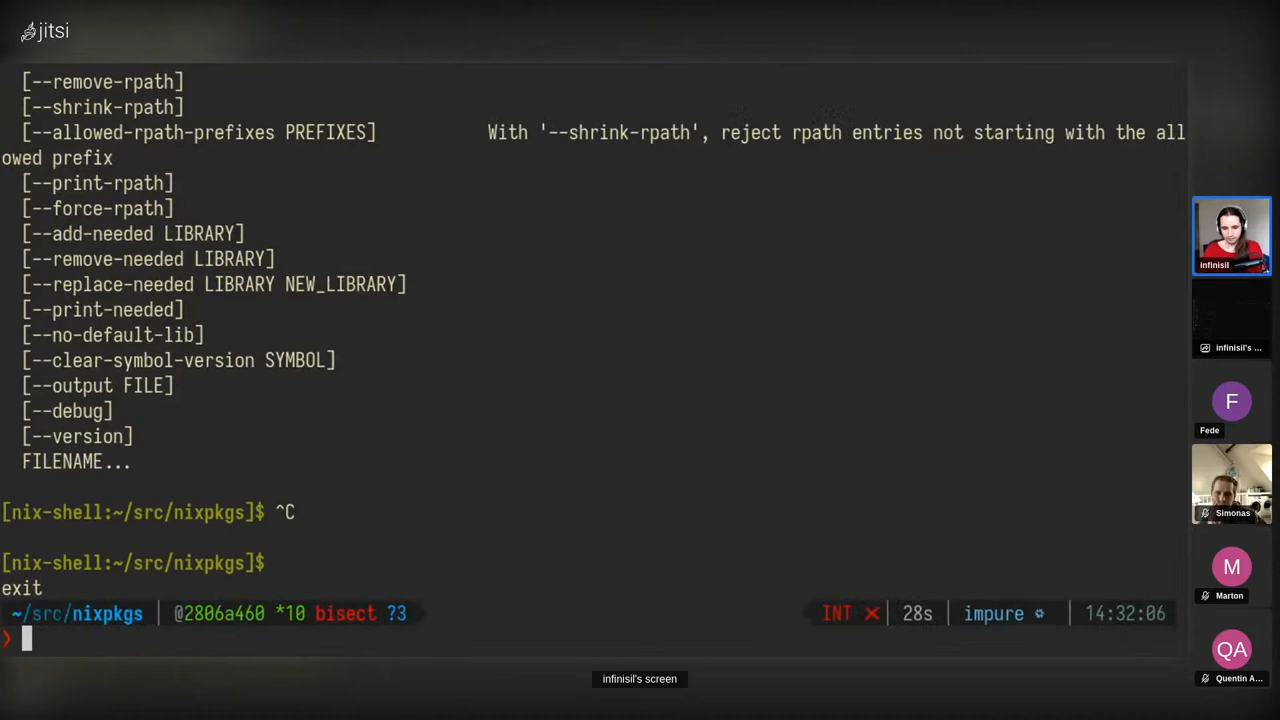 jitsi
[--remove-rpath]
[--shrink-rpath]
[--allowed-rpath-prefixes PREFIXES] With '--shrink-rpath', reject rpath entries not starting with the all
owed prefix
[--print-rpath]
[--force-rpath]
[--add-needed LIBRARY]
[--remove-needed LIBRARY]
[--replace-needed LIBRARY NEW_LIBRARY]
[--print-needed]
[--no-default-lib]
[--clear-symbol-version SYMBOL]
[--output FILE]
[--debug]
[--version]
FILENAME...
[nix-shell:~/src/nixpkgs]$ ^C
[nix-shell:~/src/nixpkgs]$
exit
~/src/nixpkgs │ @2806a460 *10 bisect ?3 INT ✕ │ 28s │ impure │ 14:32:06
❯
infinisil's screen
infinisil
infinisil's ...
F
Fede
Simonas
M
Marton
QA
Quentin A...